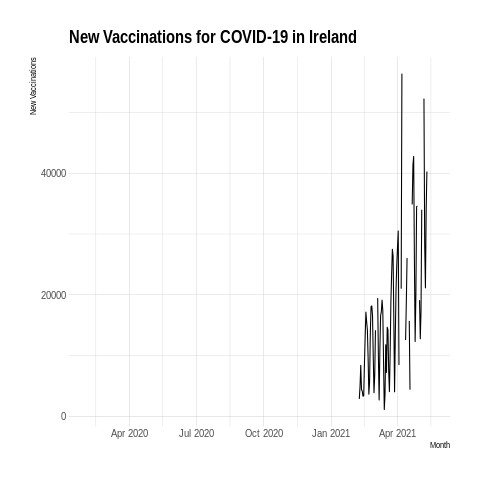 New Vaccinations for COVID-19 in Ireland
New Vaccinations
40000
20000
0
Apr 2020 Jul 2020 Oct 2020 Jan 2021 Apr 2021
Month